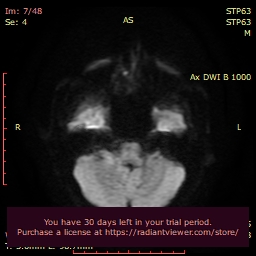 Im: 7/48
Se: 4
AS
STP63
STP63
M
Ax DWI B 1000
R
L
You have 30 days left in your trial period.
Purchase a license at https://radiantviewer.com/store/